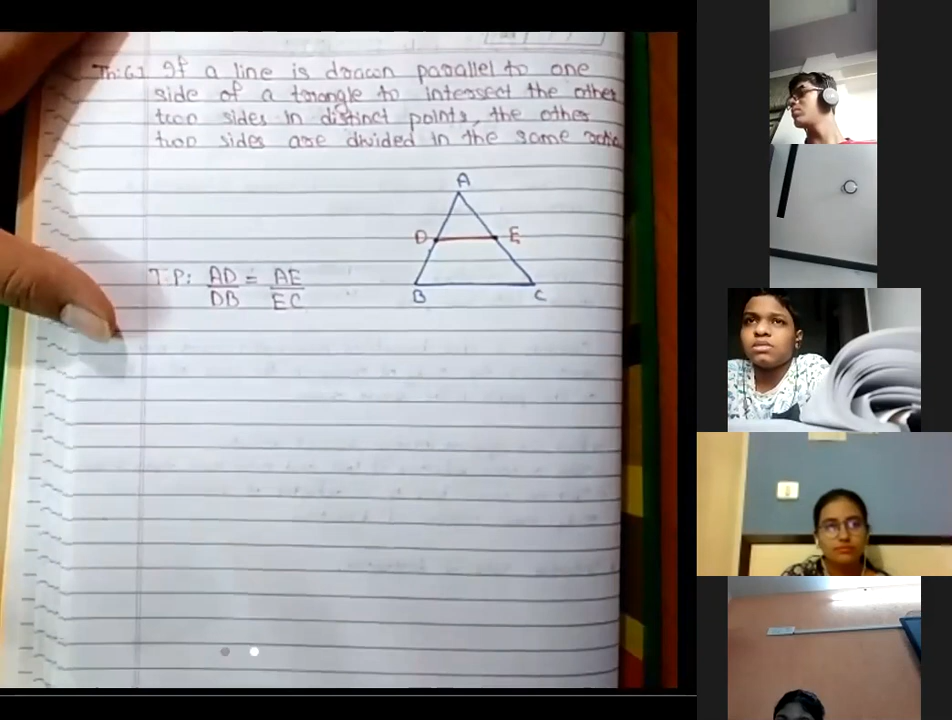 Th:6.1 If a line is drawn parallel to one
side of a triangle to intersect the other
two sides in distinct points, the other
two sides are divided in the same ratio
A
D E
T.P: AD = AE
DB EC
B C